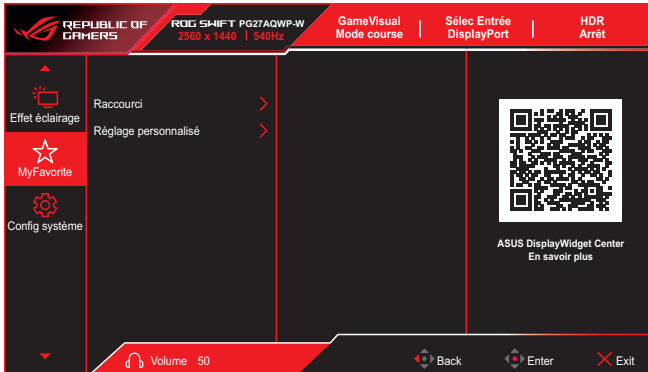 REPUBLIC OF
GAMERS
ROG SWIFT PG27AQWP-W
2560 x 1440 | 540Hz
GameVisual
Mode course
Sélec Entrée
DisplayPort
HDR
Arrêt
Effet éclairage
MyFavorite
Config système
Raccourci
Réglage personnalisé
ASUS DisplayWidget Center
En savoir plus
Volume 50
Back
Enter
Exit